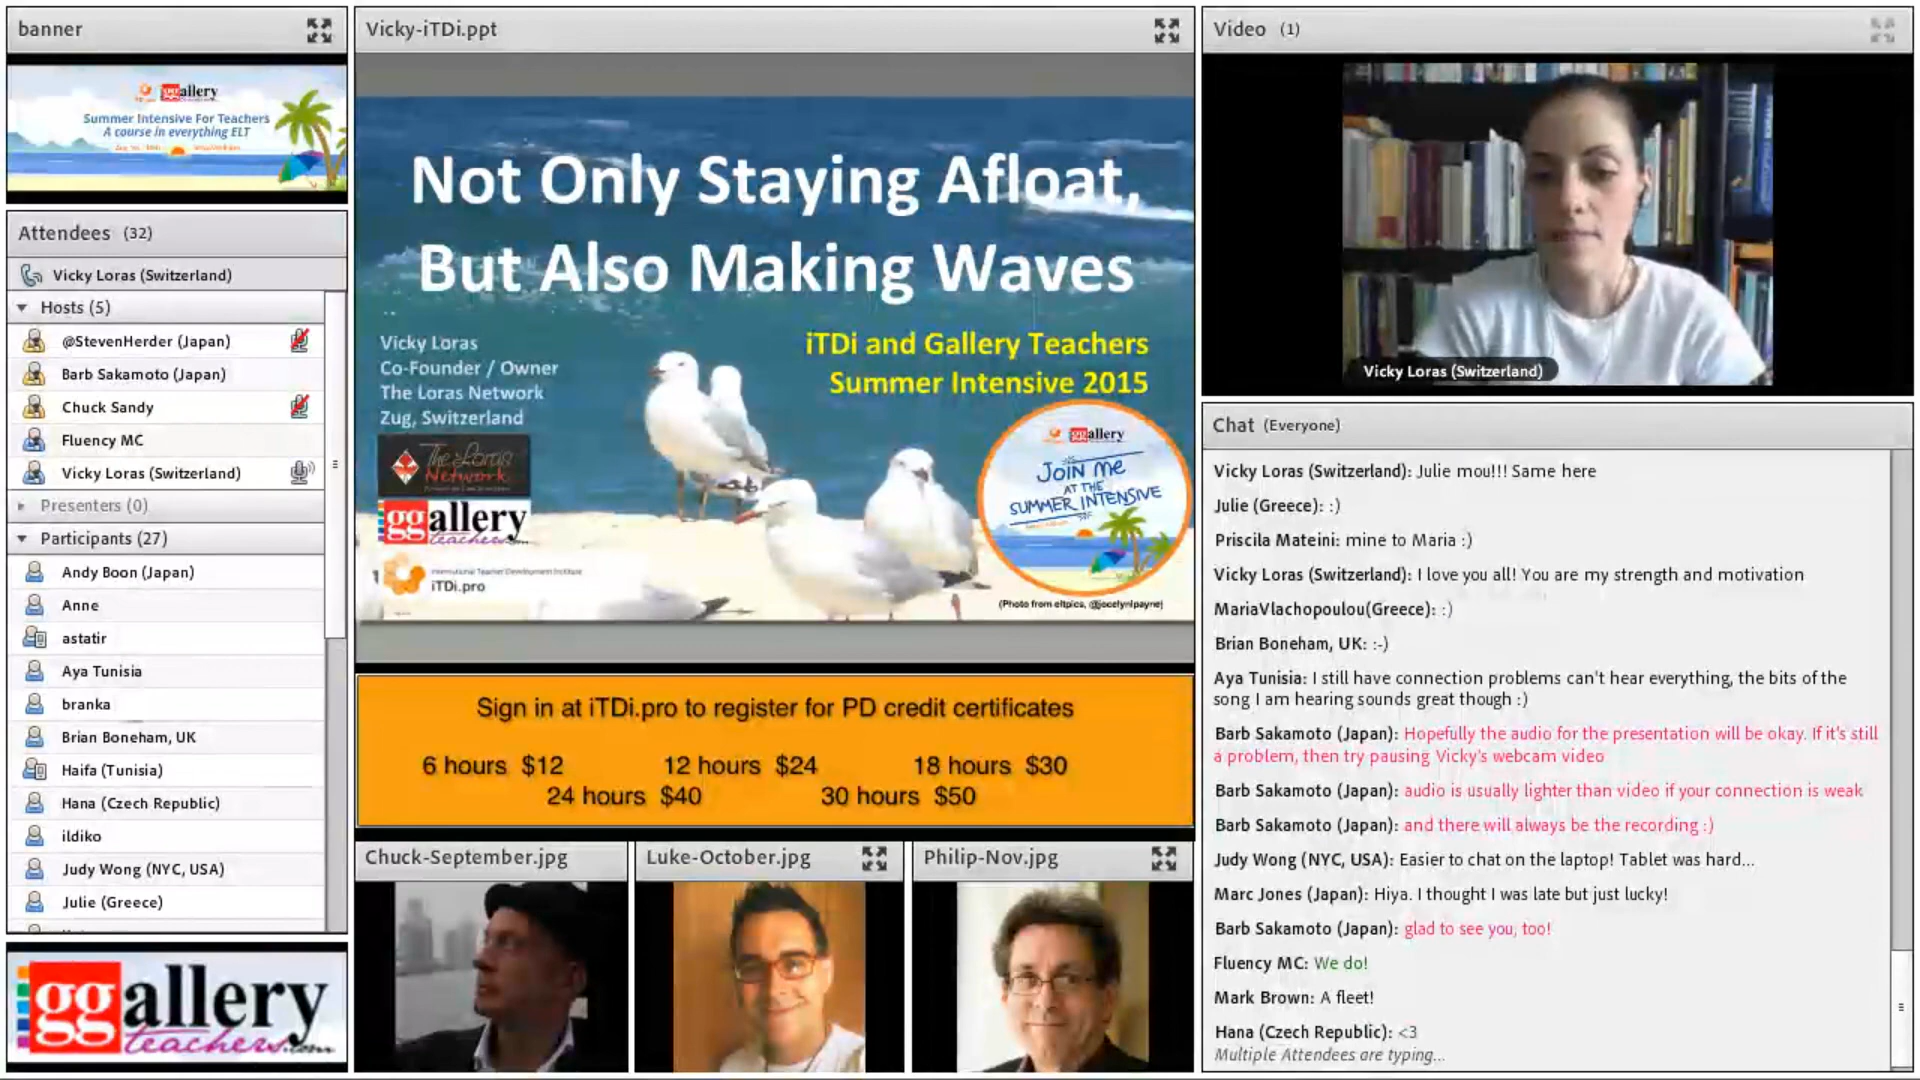 banner
ggallery
Summer Intensive For Teachers
A course in everything ELT
Attendees (32)
Vicky Loras (Switzerland)
Hosts (5)
@StevenHerder (Japan)
Barb Sakamoto (Japan)
Chuck Sandy
Fluency MC
Vicky Loras (Switzerland)
Presenters (0)
Participants (27)
Andy Boon (Japan)
Anne
astatir
Aya Tunisia
branka
Brian Boneham, UK
Haifa (Tunisia)
Hana (Czech Republic)
ildiko
Judy Wong (NYC, USA)
Julie (Greece)
ggallery
teachers.com
Vicky-iTDi.ppt
Not Only Staying Afloat,
But Also Making Waves
Vicky Loras
Co-Founder / Owner
The Loras Network
Zug, Switzerland
iTDi and Gallery Teachers
Summer Intensive 2015
The Loras
Network
ggallery
teachers.com
International Teacher Development Institute
iTDi.pro
ggallery
JOIN ME
AT THE
SUMMER INTENSIVE
(Photo from eltpics, @jocelynlpayne)
Sign in at iTDi.pro to register for PD credit certificates
6 hours $12 12 hours $24 18 hours $30
24 hours $40 30 hours $50
Chuck-September.jpg
Luke-October.jpg
Philip-Nov.jpg
Video (1)
Vicky Loras (Switzerland)
Chat (Everyone)
Vicky Loras (Switzerland): Julie mou!!! Same here
Julie (Greece): :)
Priscila Mateini: mine to Maria :)
Vicky Loras (Switzerland): I love you all! You are my strength and motivation
MariaVlachopoulou(Greece): :)
Brian Boneham, UK: :-)
Aya Tunisia: I still have connection problems can't hear everything, the bits of the
song I am hearing sounds great though :)
Barb Sakamoto (Japan): Hopefully the audio for the presentation will be okay. If it's still
a problem, then try pausing Vicky's webcam video
Barb Sakamoto (Japan): audio is usually lighter than video if your connection is weak
Barb Sakamoto (Japan): and there will always be the recording :)
Judy Wong (NYC, USA): Easier to chat on the laptop! Tablet was hard...
Marc Jones (Japan): Hiya. I thought I was late but just lucky!
Barb Sakamoto (Japan): glad to see you, too!
Fluency MC: We do!
Mark Brown: A fleet!
Hana (Czech Republic): <3
Multiple Attendees are typing...